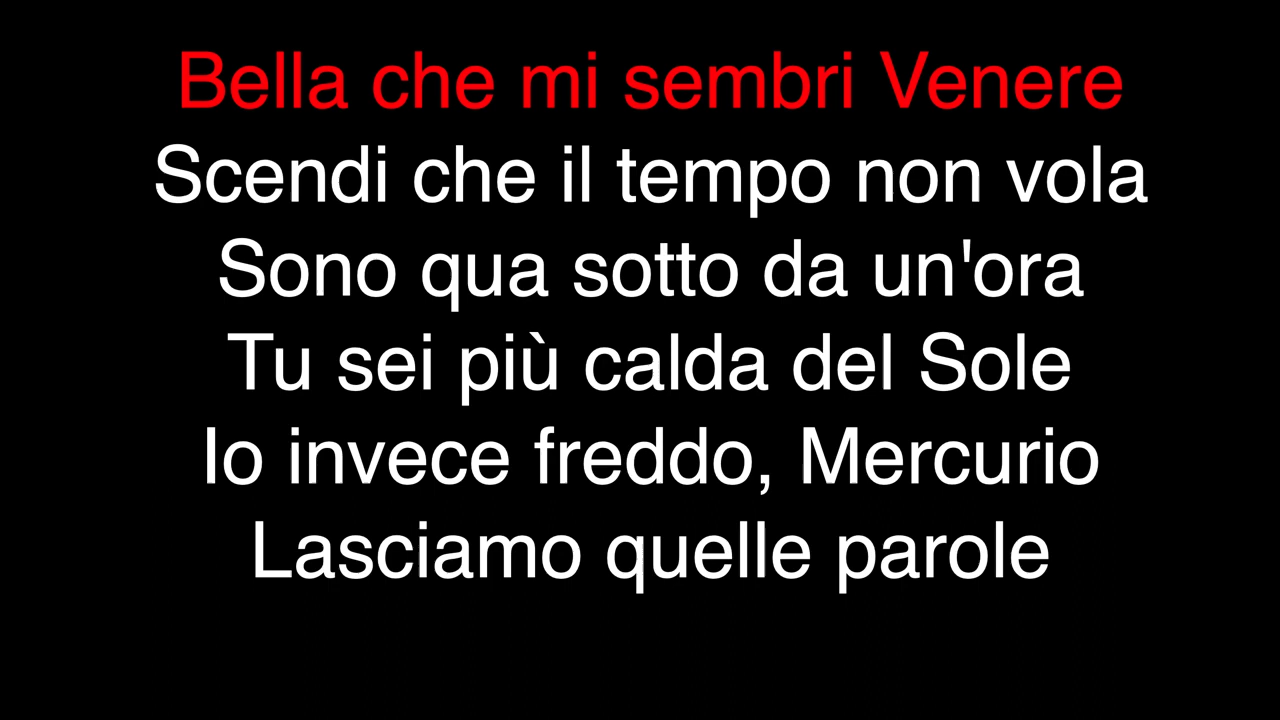 Bella che mi sembri Venere
Scendi che il tempo non vola
Sono qua sotto da un'ora
Tu sei più calda del Sole
Io invece freddo, Mercurio
Lasciamo quelle parole